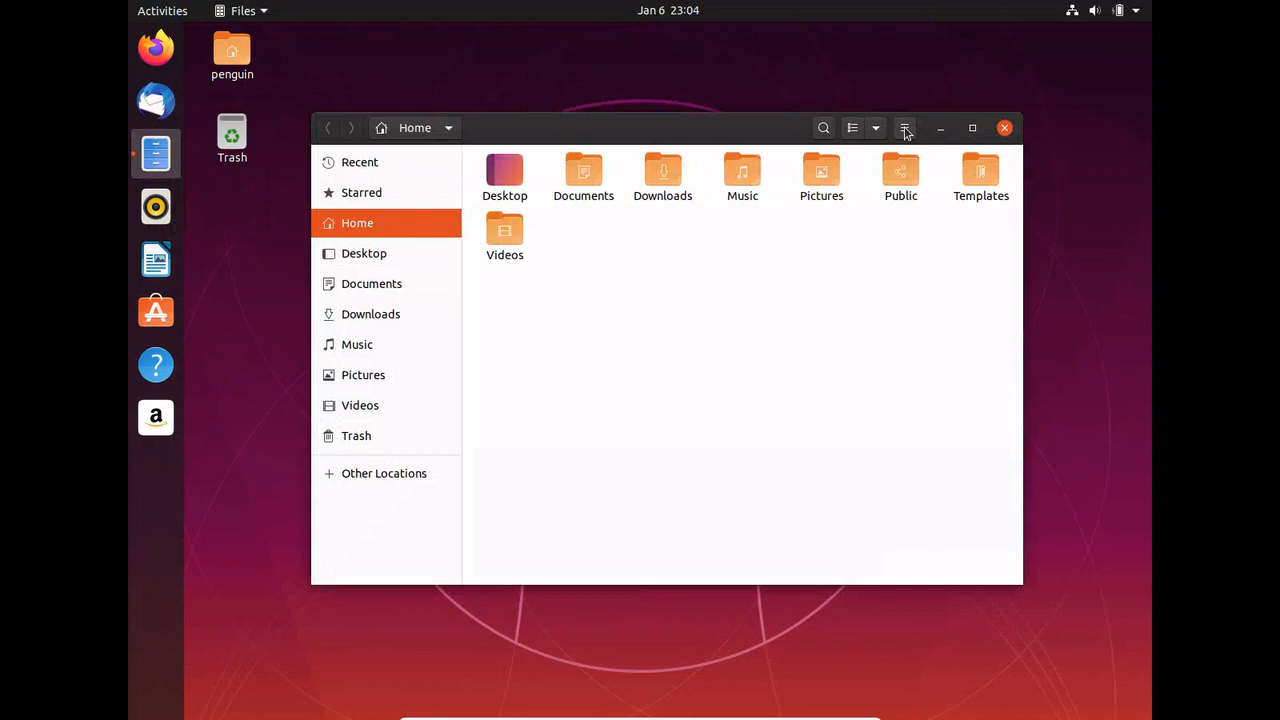 Activities
Files
Jan 6 23:04
penguin
Trash
Home
Recent
Starred
Home
Desktop
Documents
Downloads
Music
Pictures
Videos
Trash
Other Locations
Desktop
Documents
Downloads
Music
Pictures
Public
Templates
Videos